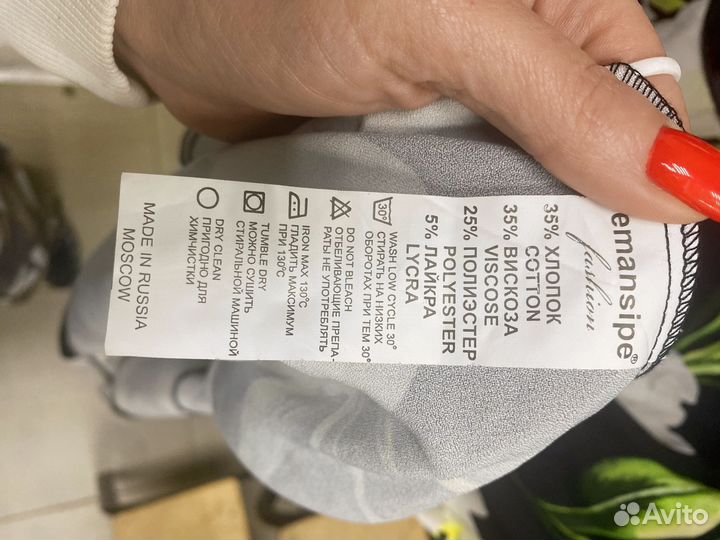 emansipe®
fashion
35% ХЛОПОК
COTTON
35% ВИСКОЗА
VISCOSE
25% ПОЛИЭСТЕР
POLYESTER
5% ЛАЙКРА
LYCRA
30°
WASH LOW CYCLE 30°
СТИРАТЬ НА НИЗКИХ
ОБОРОТАХ ПРИ ТЕМ 30°
DO NOT BLEACH
ОТБЕЛИВАЮЩИЕ ПРЕПА-
РАТЫ НЕ УПОТРЕБЛЯТЬ
IRON MAX 130°C
ГЛАДИТЬ МАКСИМУМ
ПРИ 130°C
TUMBLE DRY
МОЖНО СУШИТЬ
СТИРАЛЬНОЙ МАШИНОЙ
DRY CLEAN
ПРИГОДНО ДЛЯ
ХИМЧИСТКИ
MADE IN RUSSIA
MOSCOW
Avito